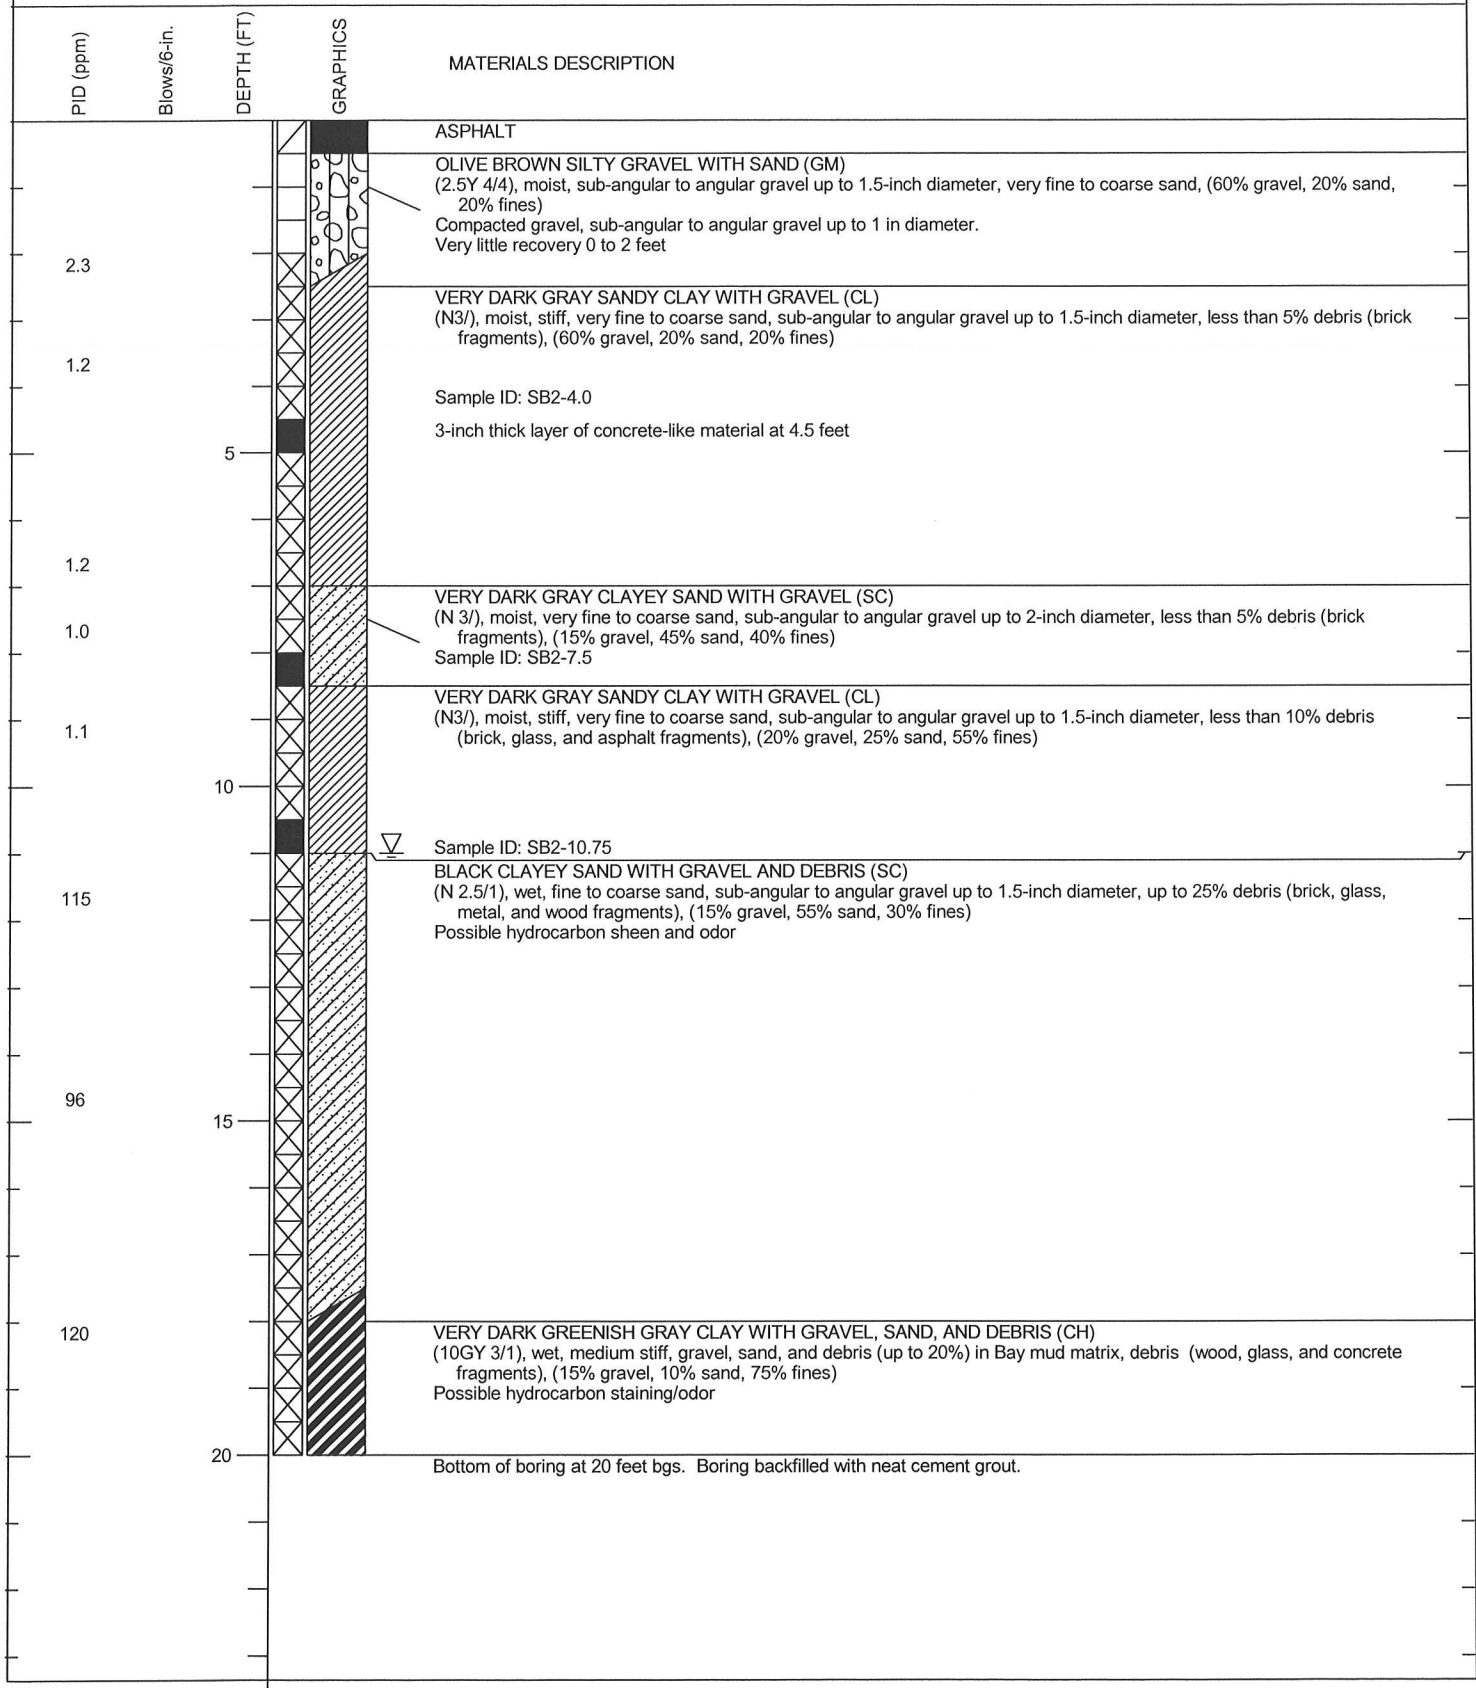 PID (ppm)
Blows/6-in.
DEPTH (FT)
GRAPHICS
MATERIALS DESCRIPTION
ASPHALT
OLIVE BROWN SILTY GRAVEL WITH SAND (GM)
(2.5Y 4/4), moist, sub-angular to angular gravel up to 1.5-inch diameter, very fine to coarse sand, (60% gravel, 20% sand,
20% fines)
Compacted gravel, sub-angular to angular gravel up to 1 in diameter.
Very little recovery 0 to 2 feet
2.3
VERY DARK GRAY SANDY CLAY WITH GRAVEL (CL)
(N3/), moist, stiff, very fine to coarse sand, sub-angular to angular gravel up to 1.5-inch diameter, less than 5% debris (brick
fragments), (60% gravel, 20% sand, 20% fines)
1.2
Sample ID: SB2-4.0
3-inch thick layer of concrete-like material at 4.5 feet
5
1.2
VERY DARK GRAY CLAYEY SAND WITH GRAVEL (SC)
(N 3/), moist, very fine to coarse sand, sub-angular to angular gravel up to 2-inch diameter, less than 5% debris (brick
fragments), (15% gravel, 45% sand, 40% fines)
1.0
Sample ID: SB2-7.5
VERY DARK GRAY SANDY CLAY WITH GRAVEL (CL)
(N3/), moist, stiff, very fine to coarse sand, sub-angular to angular gravel up to 1.5-inch diameter, less than 10% debris
(brick, glass, and asphalt fragments), (20% gravel, 25% sand, 55% fines)
1.1
10
Sample ID: SB2-10.75
BLACK CLAYEY SAND WITH GRAVEL AND DEBRIS (SC)
(N 2.5/1), wet, fine to coarse sand, sub-angular to angular gravel up to 1.5-inch diameter, up to 25% debris (brick, glass,
metal, and wood fragments), (15% gravel, 55% sand, 30% fines)
115
Possible hydrocarbon sheen and odor
96
15
120
VERY DARK GREENISH GRAY CLAY WITH GRAVEL, SAND, AND DEBRIS (CH)
(10GY 3/1), wet, medium stiff, gravel, sand, and debris (up to 20%) in Bay mud matrix, debris (wood, glass, and concrete
fragments), (15% gravel, 10% sand, 75% fines)
Possible hydrocarbon staining/odor
20
Bottom of boring at 20 feet bgs. Boring backfilled with neat cement grout.